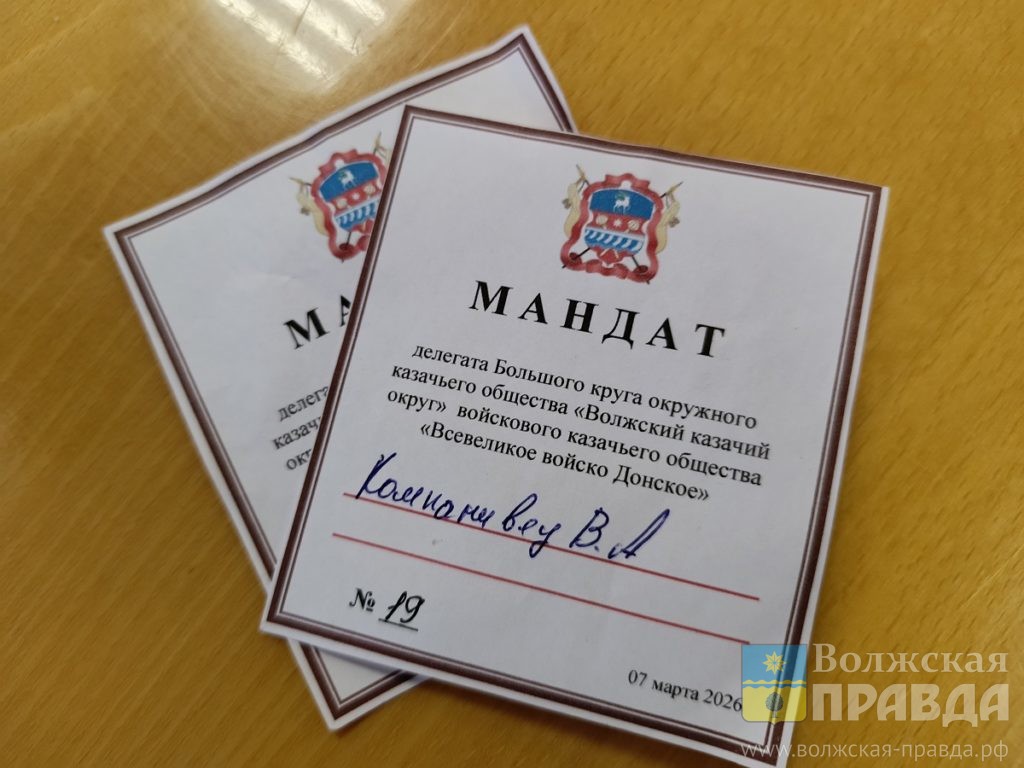 МАНДАТ
делегата Большого круга окружного
казачьего общества «Волжский казачий
округ» войскового казачьего общества
«Всевеликое войско Донское»
Компанивец В.А
№ 19
07 марта 2026
МА
делега
казач
окр
Волжская
ПРАВДА
www.волжская-правда.рф